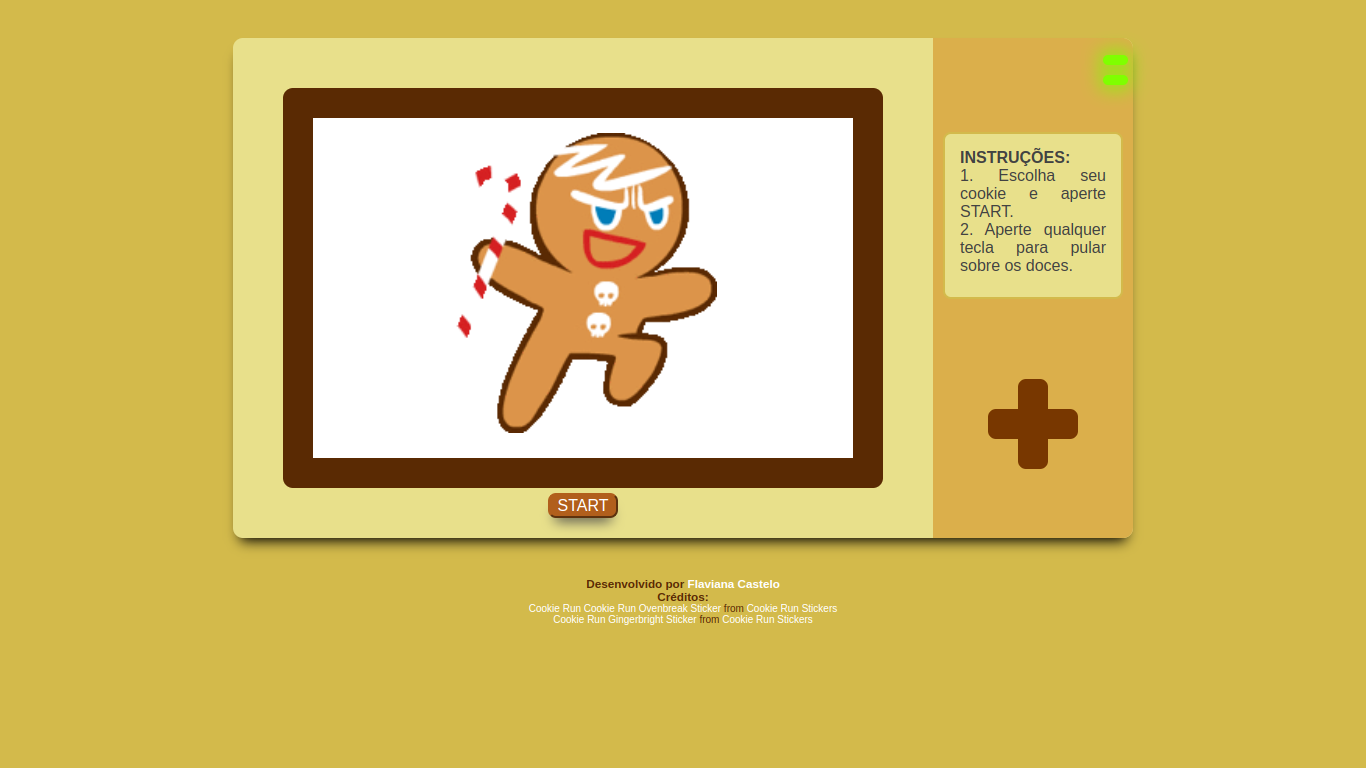 INSTRUÇÕES:
1. Escolha seu
cookie e aperte
START.
2. Aperte qualquer
tecla para pular
sobre os doces.
START
Desenvolvido por Flaviana Castelo
Créditos:
Cookie Run Cookie Run Ovenbreak Sticker from Cookie Run Stickers
Cookie Run Gingerbright Sticker from Cookie Run Stickers